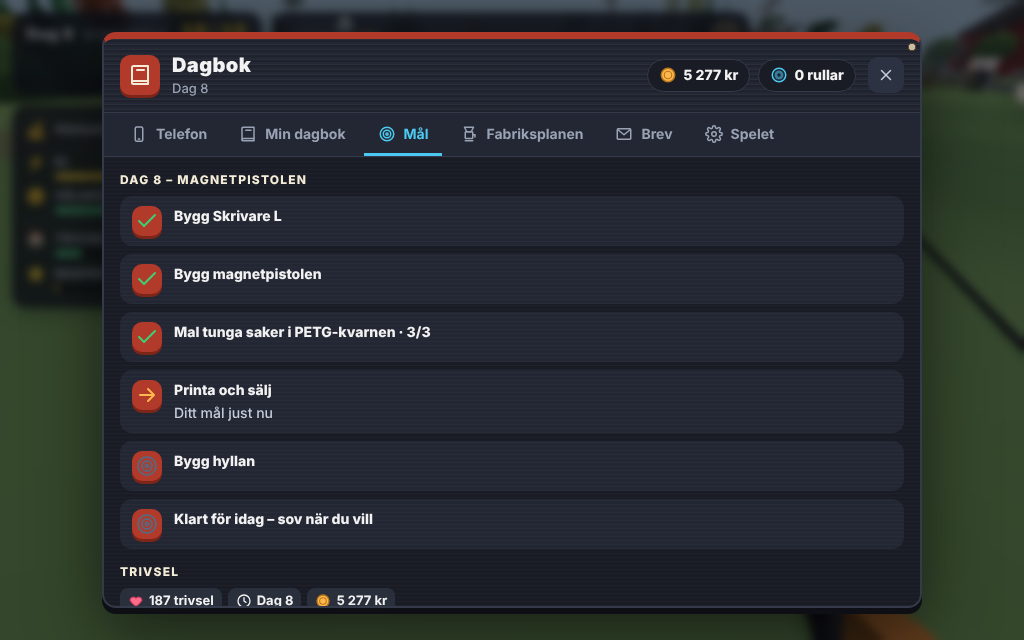 Dagbok
Dag 8
5 277 kr
0 rullar
Telefon
Min dagbok
Mål
Fabriksplanen
Brev
Spelet
DAG 8 – MAGNETPISTOLEN
Bygg Skrivare L
Bygg magnetpistolen
Mal tunga saker i PETG-kvarnen · 3/3
Printa och sälj
Ditt mål just nu
Bygg hyllan
Klart för idag – sov när du vill
TRIVSEL
187 trivsel
Dag 8
5 277 kr